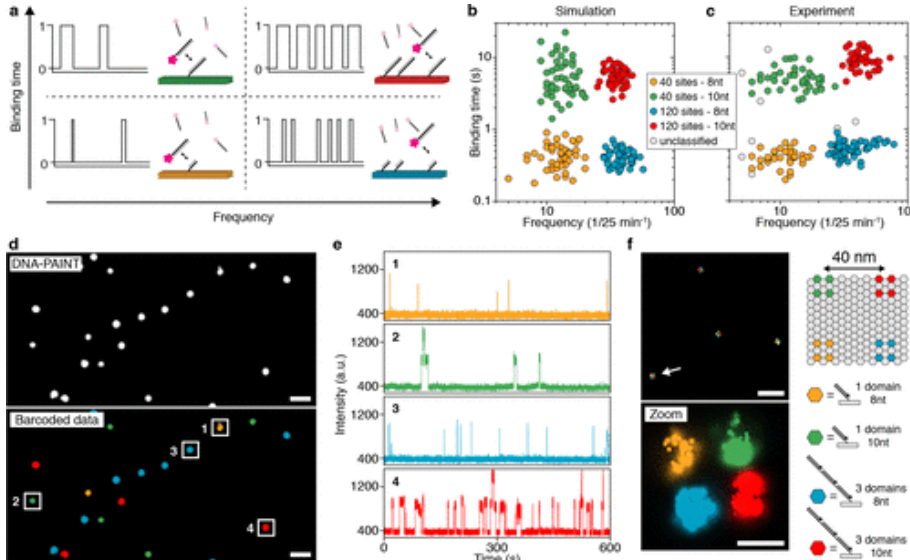 a
Binding time
1
0
1
0
1
0
1
0
Frequency
b
Simulation
Binding time (s)
10
1
0.1
10
100
Frequency (1/25 min⁻¹)
40 sites - 8nt
40 sites - 10nt
120 sites - 8nt
120 sites - 10nt
unclassified
c
Experiment
10
Frequency (1/25 min⁻¹)
d
DNA-PAINT
Barcoded data
1
2
3
4
e
Intensity (a.u.)
1200
400
1
1200
400
2
1200
400
3
1200
400
4
0
300
600
Time (s)
f
Zoom
40 nm
= 1 domain
8nt
= 1 domain
10nt
= 3 domains
8nt
= 3 domains
10nt